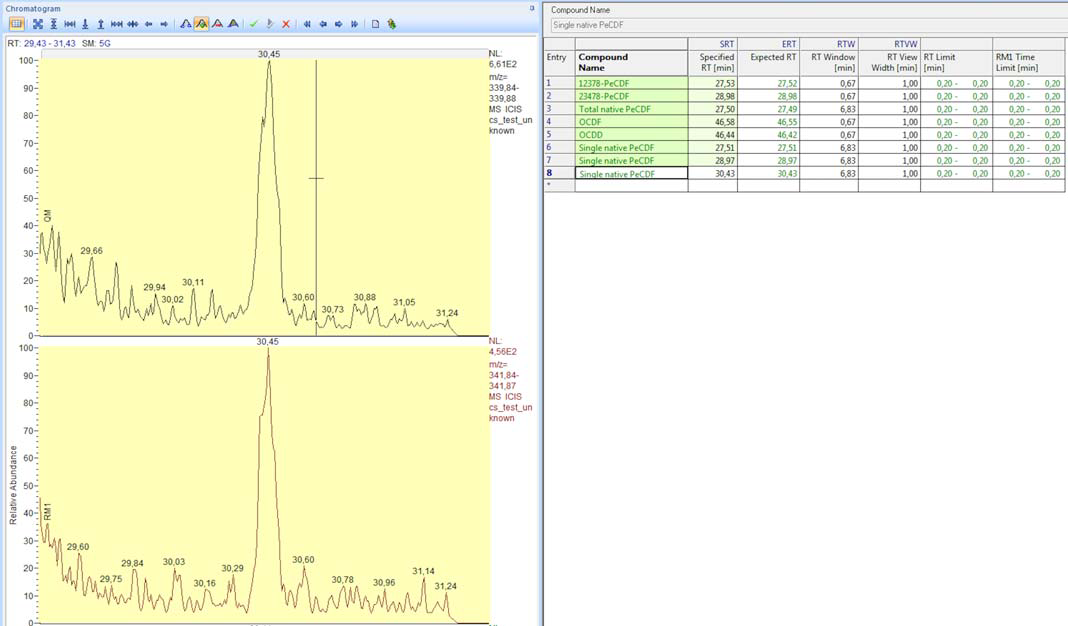 Chromatogram
RT: 29,43 - 31,43 SM: 5G
30,45
NL:
6,61E2
m/z=
339,84-
339,88
MS ICIS
cs_test_un
known
100
90
80
70
60
50
40
30
20
10
0
QM
29,66
29,94
30,02
30,11
30,60
30,73
30,88
31,05
31,24
30,45
NL:
4,56E2
m/z=
341,84-
341,87
MS ICIS
cs_test_un
known
100
90
80
70
60
50
40
30
20
10
0
Relative Abundance
RM1
29,60
29,75
29,84
30,03
30,16
30,29
30,60
30,78
30,96
31,14
31,24
Compound Name
Single native PeCDF
SRT ERT RTW RTVW
Entry Compound Name Specified RT [min] Expected RT RT Window [min] RT View Width [min] RT Limit [min] RM1 Time Limit [min]
1 12378-PeCDF 27,53 27,52 0,67 1,00 0,20 - 0,20 0,20 - 0,20
2 23478-PeCDF 28,98 28,98 0,67 1,00 0,20 - 0,20 0,20 - 0,20
3 Total native PeCDF 27,50 27,49 6,83 1,00 0,20 - 0,20 0,20 - 0,20
4 OCDF 46,58 46,55 0,67 1,00 0,20 - 0,20 0,20 - 0,20
5 OCDD 46,44 46,42 0,67 1,00 0,20 - 0,20 0,20 - 0,20
6 Single native PeCDF 27,51 27,51 6,83 1,00 0,20 - 0,20 0,20 - 0,20
7 Single native PeCDF 28,97 28,97 6,83 1,00 0,20 - 0,20 0,20 - 0,20
8 Single native PeCDF 30,43 30,43 6,83 1,00 0,20 - 0,20 0,20 - 0,20
*